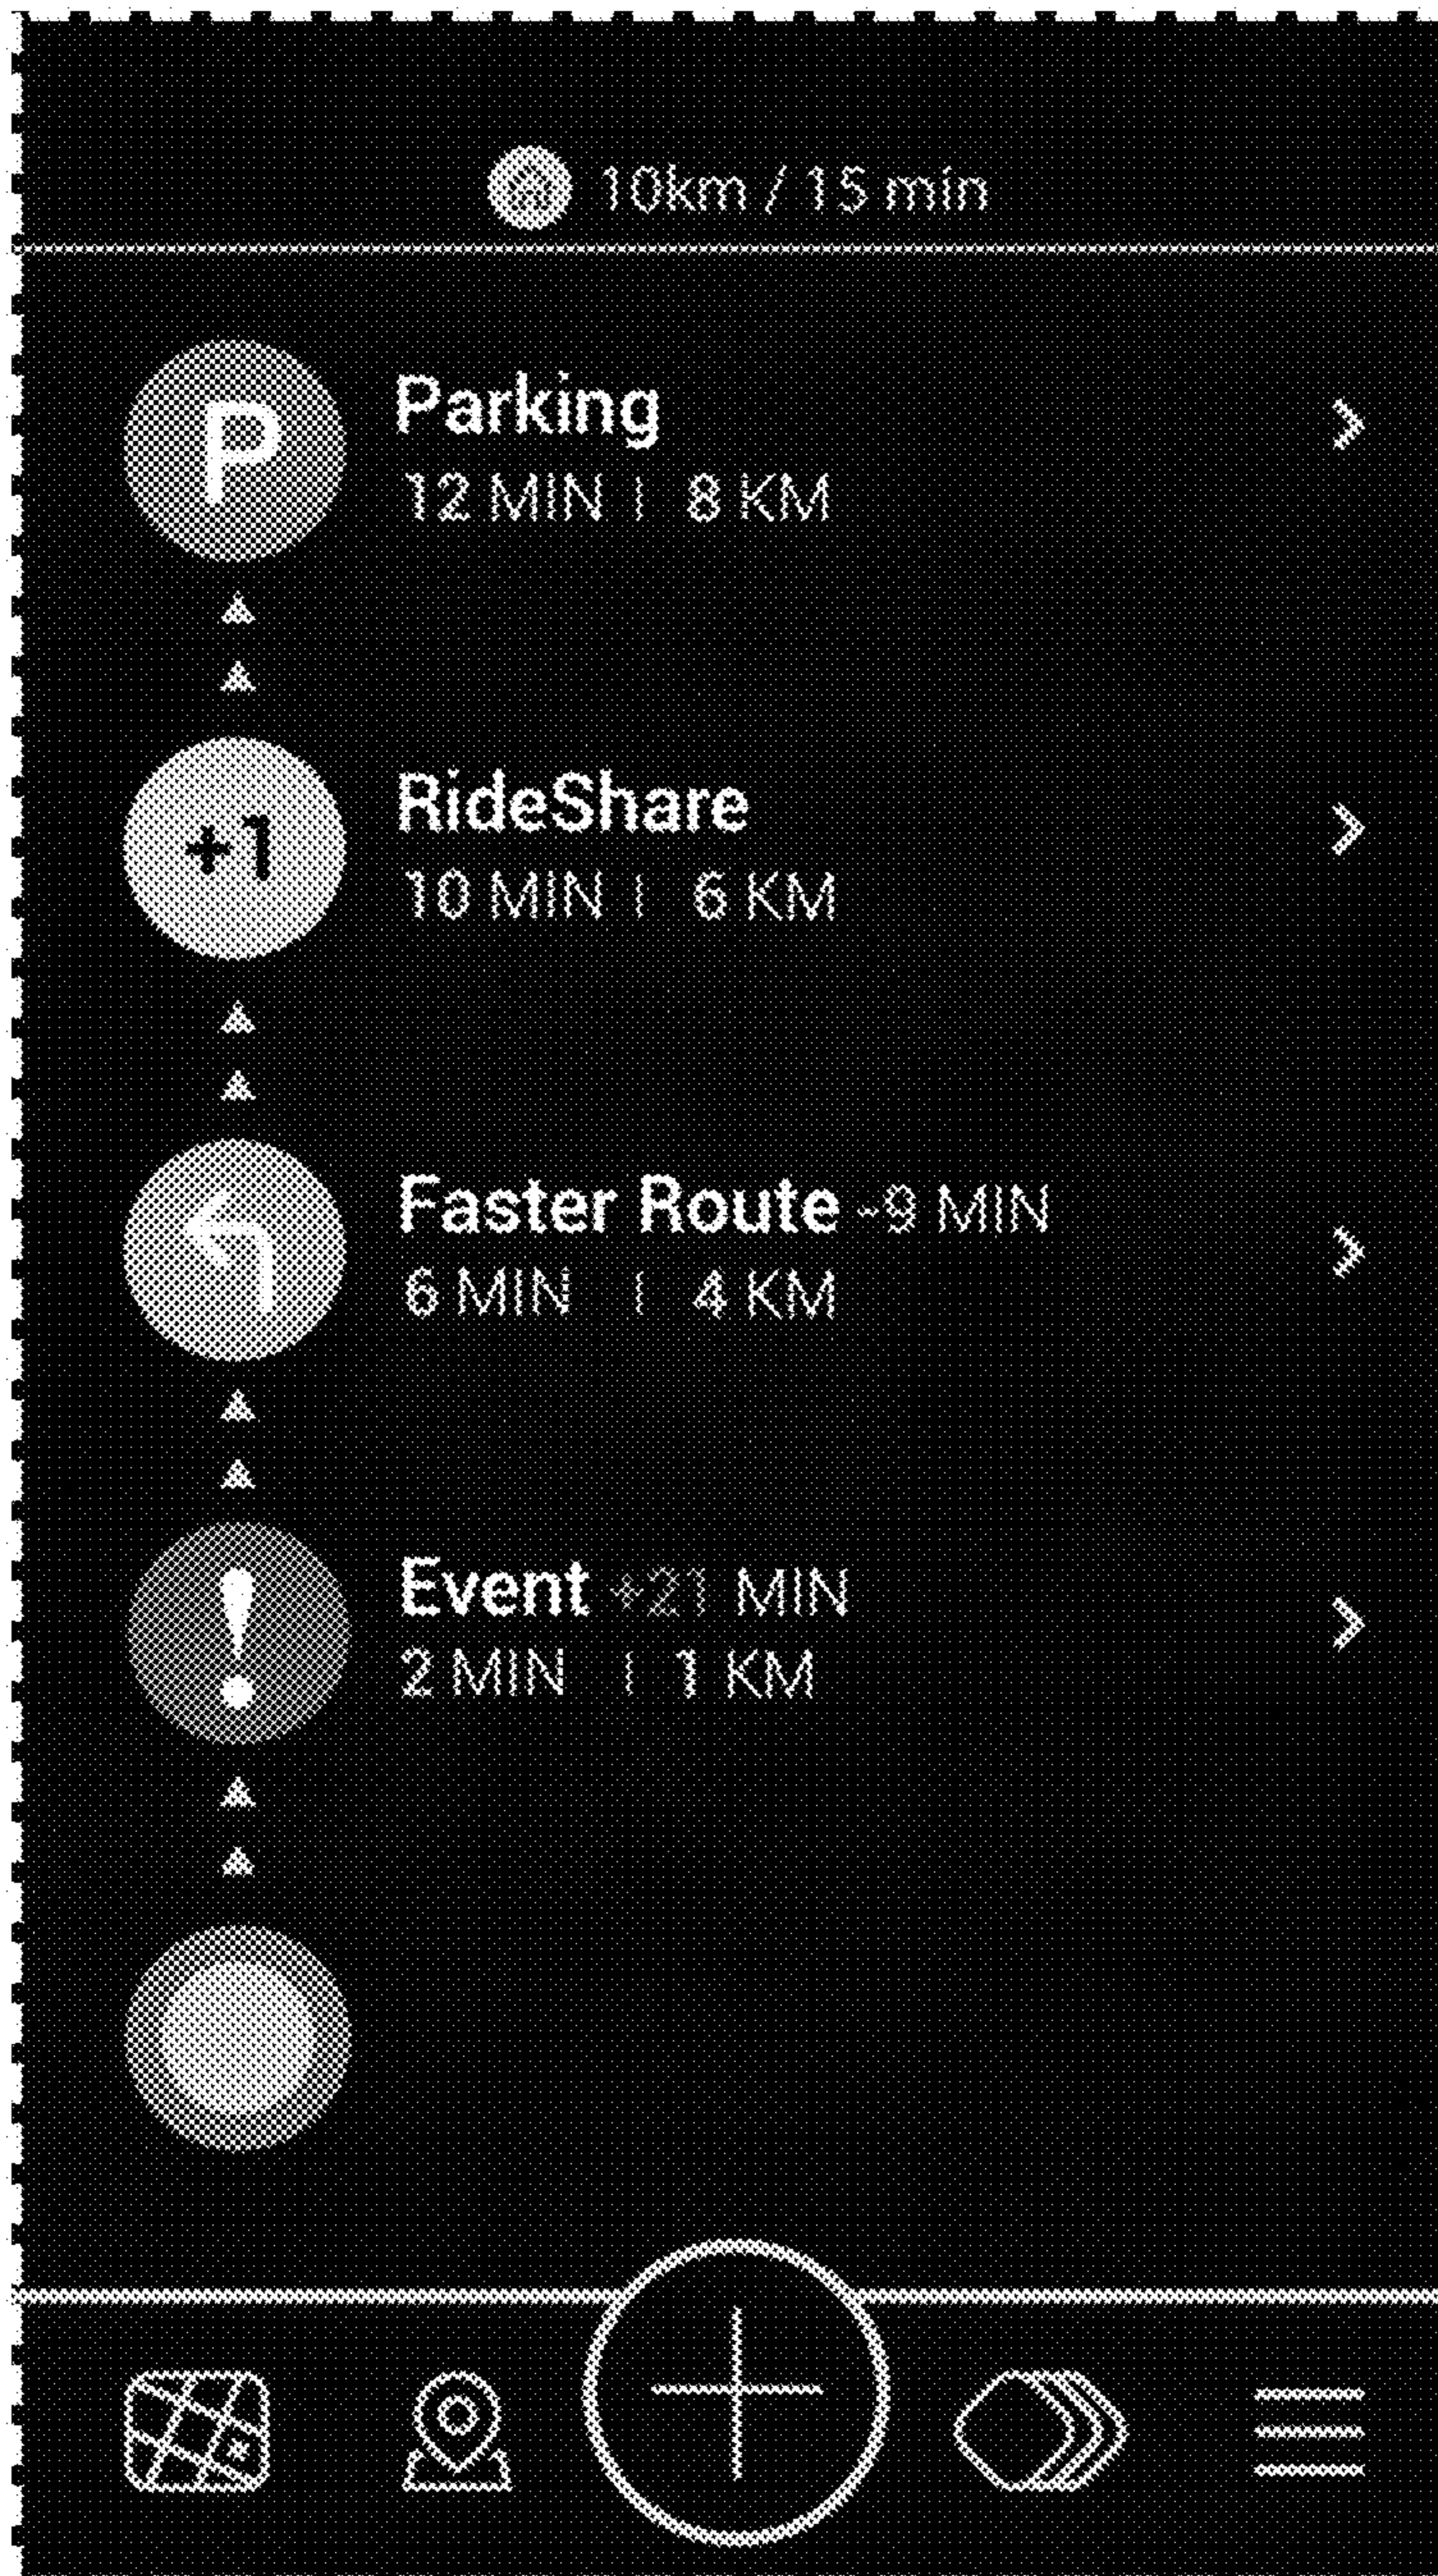 10km / 15 min
P
Parking
12 MIN | 8 KM
+1
RideShare
10 MIN | 6 KM
Faster Route -9 MIN
6 MIN | 4 KM
!
Event +21 MIN
2 MIN | 1 KM